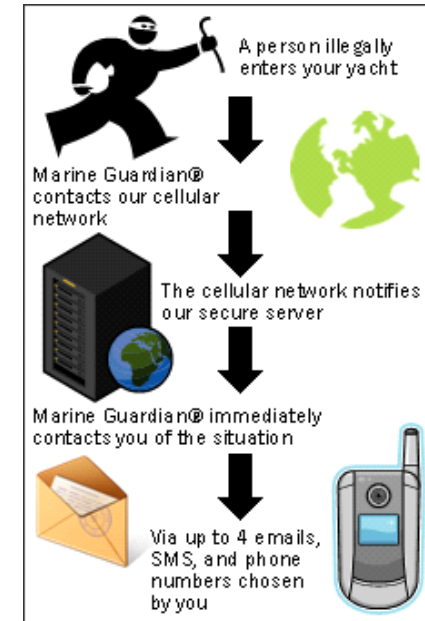 A person illegally
enters your yacht
Marine Guardian®
contacts our cellular
network
The cellular network notifies
our secure server
Marine Guardian® immediately
contacts you of the situation
Via up to 4 emails,
SMS, and phone
numbers chosen
by you